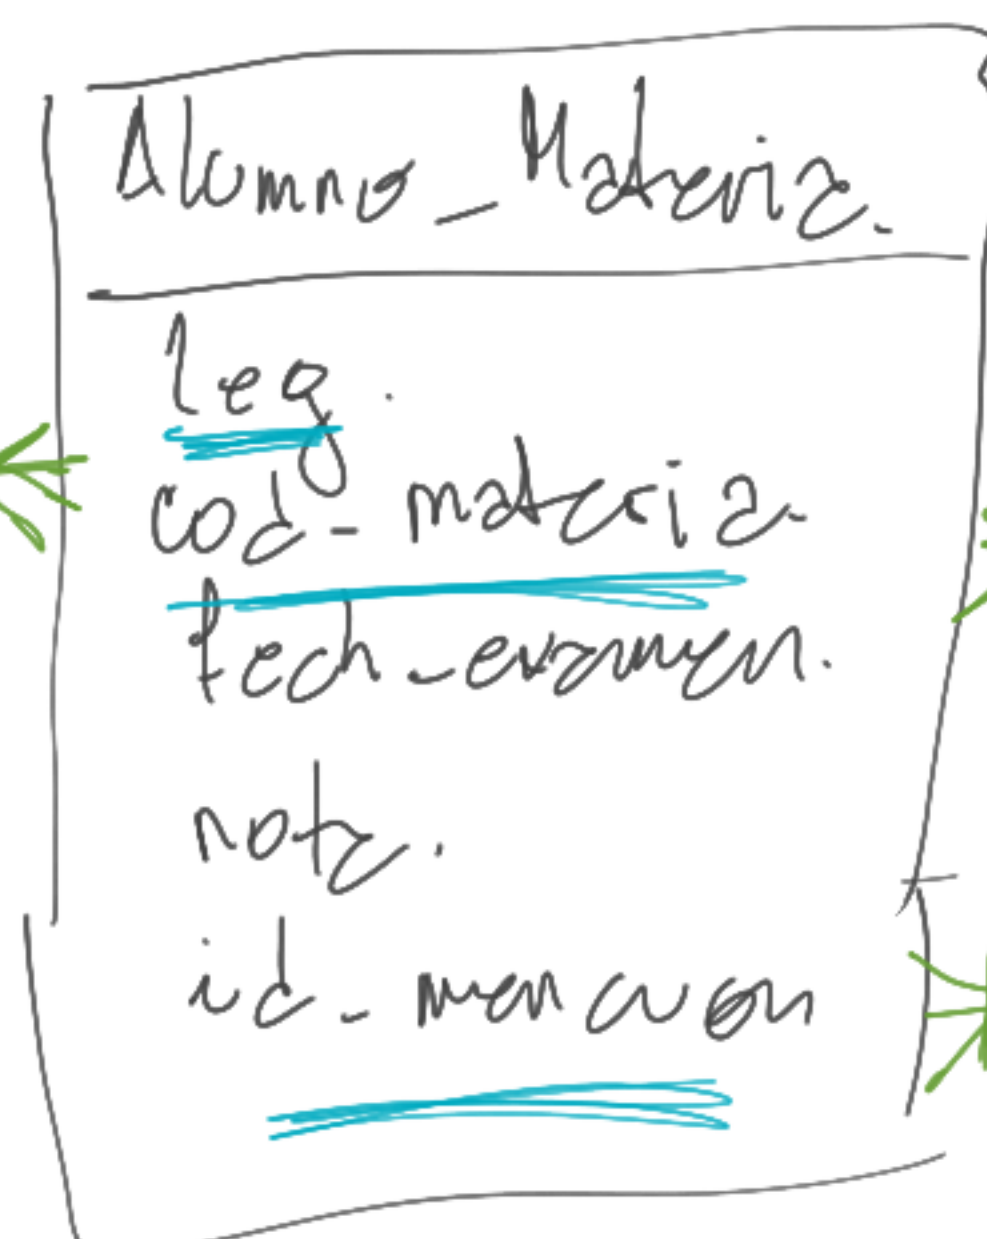 Alumno_Materia.
leg.
cod_materia.
fech_examen.
nota.
id_mencion